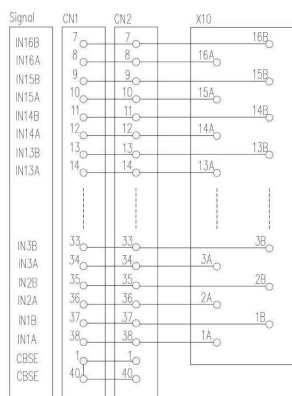 Signal CN1 CN2 X10
IN16B 7 7 16B
IN16A 8 8 16A
IN15B 9 9 15B
IN15A 10 10 15A
IN14B 11 11 14B
IN14A 12 12 14A
IN13B 13 13 13B
IN13A 14 14 13A
IN3B 33 33 3B
IN3A 34 34 3A
IN2B 35 35 2B
IN2A 36 36 2A
IN1B 37 37 1B
IN1A 38 38 1A
CBSE 1 1
CBSE 40 40